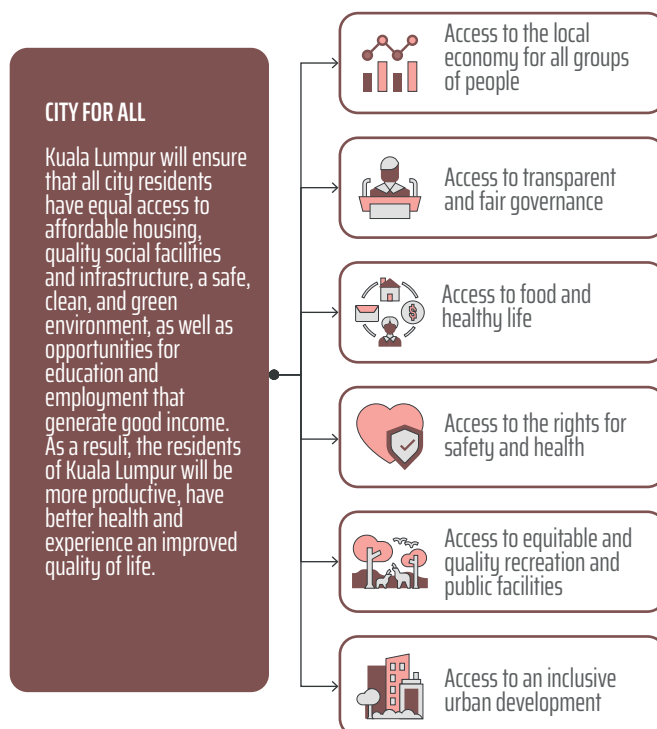 CITY FOR ALL
Kuala Lumpur will ensure
that all city residents
have equal access to
affordable housing,
quality social facilities
and infrastructure, a safe,
clean, and green
environment, as well as
opportunities for
education and
employment that
generate good income.
As a result, the residents
of Kuala Lumpur will be
more productive, have
better health and
experience an improved
quality of life.
Access to the local
economy for all groups
of people
Access to transparent
and fair governance
Access to food and
healthy life
$
Access to the rights for
safety and health
Access to equitable and
quality recreation and
public facilities
Access to an inclusive
urban development